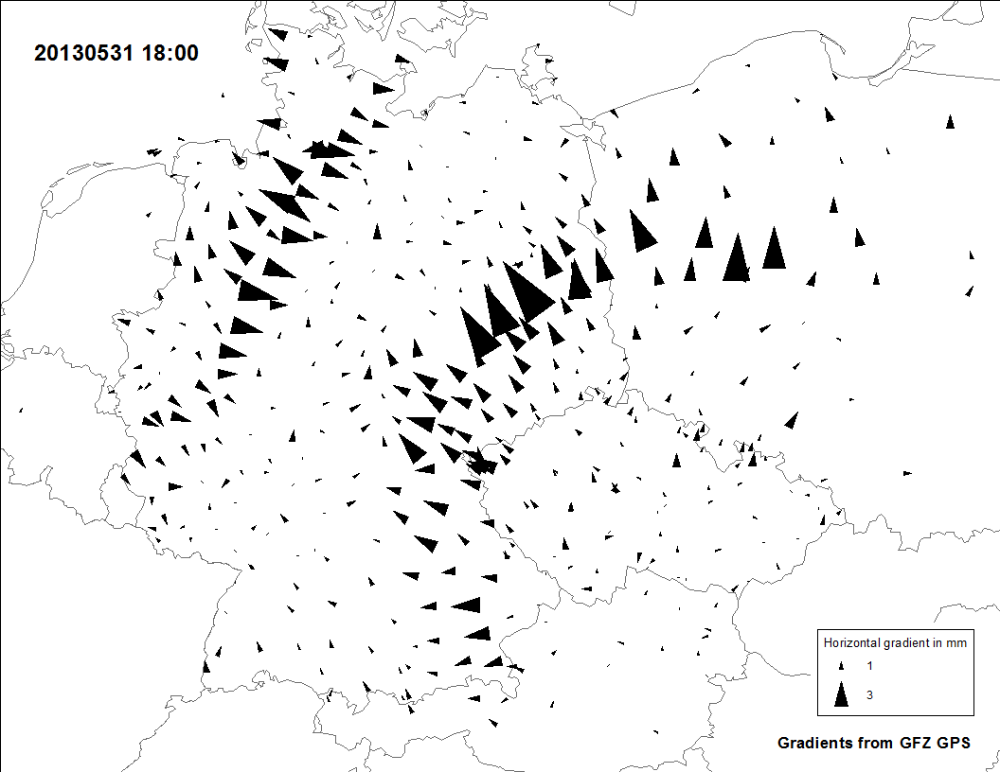 20130531 18:00
Horizontal gradient in mm
1
3
Gradients from GFZ GPS